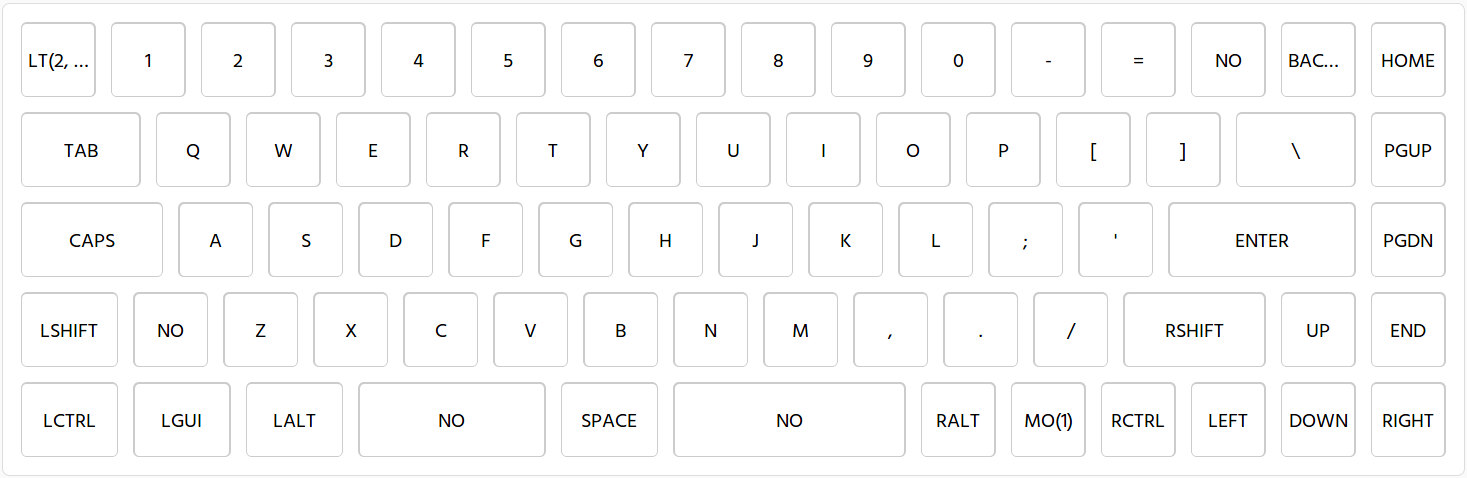 LT(2, ... 1 2 3 4 5 6 7 8 9 0 - = NO BAC... HOME
TAB Q W E R T Y U I O P [ ] \ PGUP
CAPS A S D F G H J K L ; ' ENTER PGDN
LSHIFT NO Z X C V B N M , . / RSHIFT UP END
LCTRL LGUI LALT NO SPACE NO RALT MO(1) RCTRL LEFT DOWN RIGHT